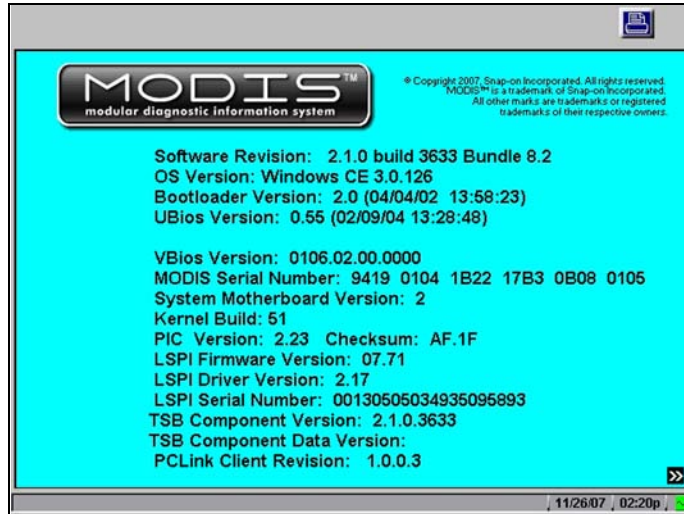 MODIS™
modular diagnostic information system
© Copyright 2007, Snap-on Incorporated. All rights reserved.
MODIS™ is a trademark of Snap-on Incorporated.
All other marks are trademarks or registered
trademarks of their respective owners.
Software Revision: 2.1.0 build 3633 Bundle 8.2
OS Version: Windows CE 3.0.126
Bootloader Version: 2.0 (04/04/02 13:58:23)
UBios Version: 0.55 (02/09/04 13:28:48)
VBios Version: 0106.02.00.0000
MODIS Serial Number: 9419 0104 1B22 17B3 0B08 0105
System Motherboard Version: 2
Kernel Build: 51
PIC Version: 2.23 Checksum: AF.1F
LSPI Firmware Version: 07.71
LSPI Driver Version: 2.17
LSPI Serial Number: 00130505034935095893
TSB Component Version: 2.1.0.3633
TSB Component Data Version:
PCLink Client Revision: 1.0.0.3
11/26/07 02:20p